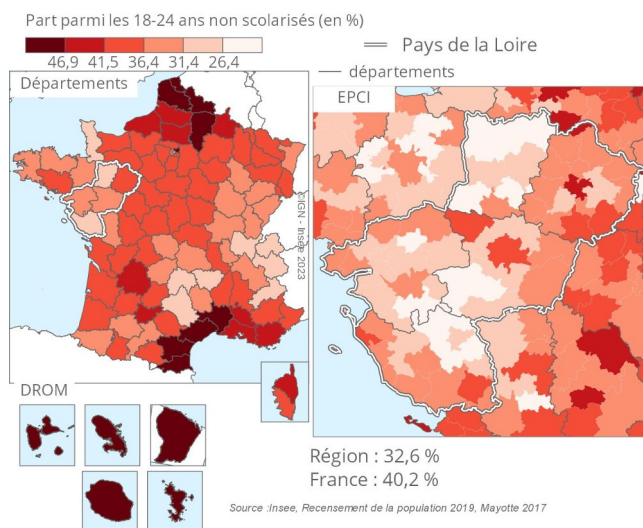 Part parmi les 18-24 ans non scolarisés (en %)
46,9 41,5 36,4 31,4 26,4
Pays de la Loire
départements
Départements
EPCI
©IGN - Insee 2023
DROM
Région : 32,6 %
France : 40,2 %
Source :Insee, Recensement de la population 2019, Mayotte 2017